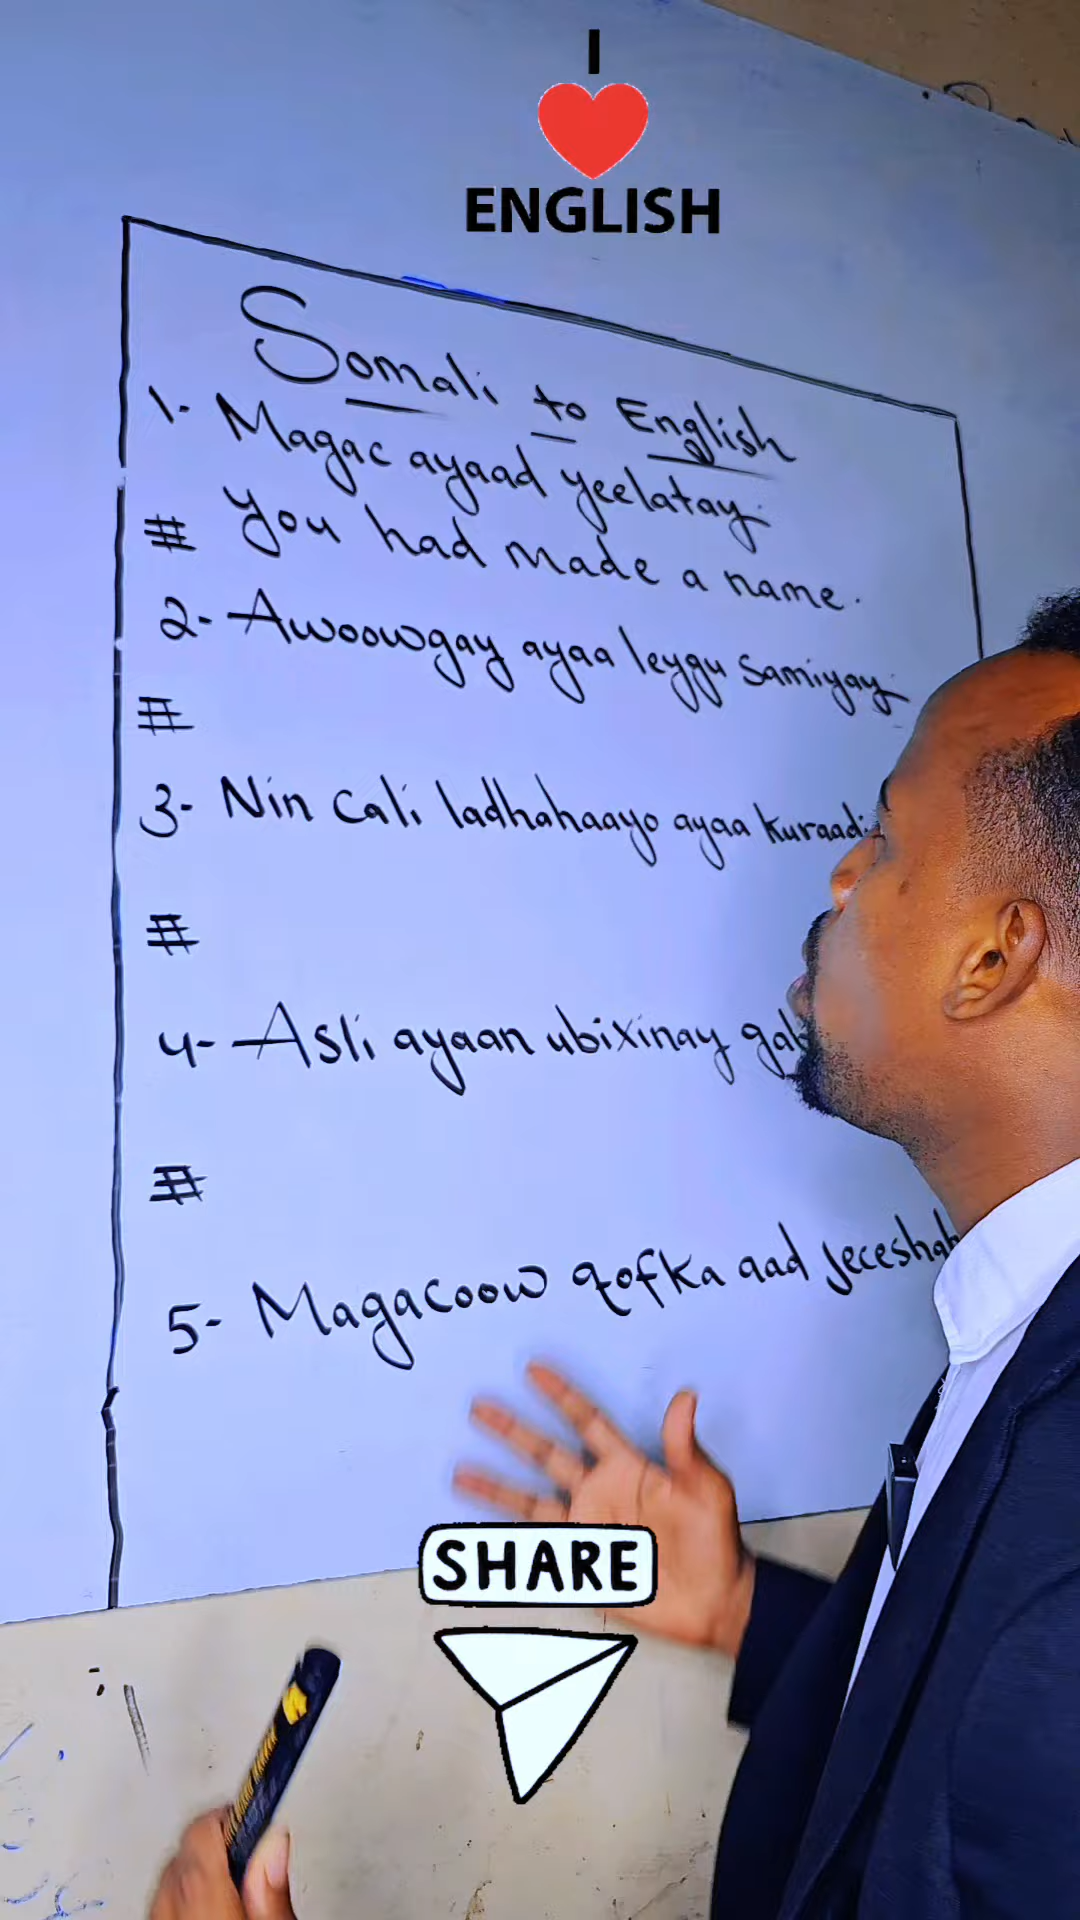 I
ENGLISH
Somali to English
1- Magac ayaad yeelatay.
# you had made a name.
2- Awoowgay ayaa leygu Samiyay
#
3- Nin Cali ladhahaayo ayaa kuraadi
#
4- Asli ayaan ubixinay
#
5- Magacoow qofka aad Jeceshah
SHARE